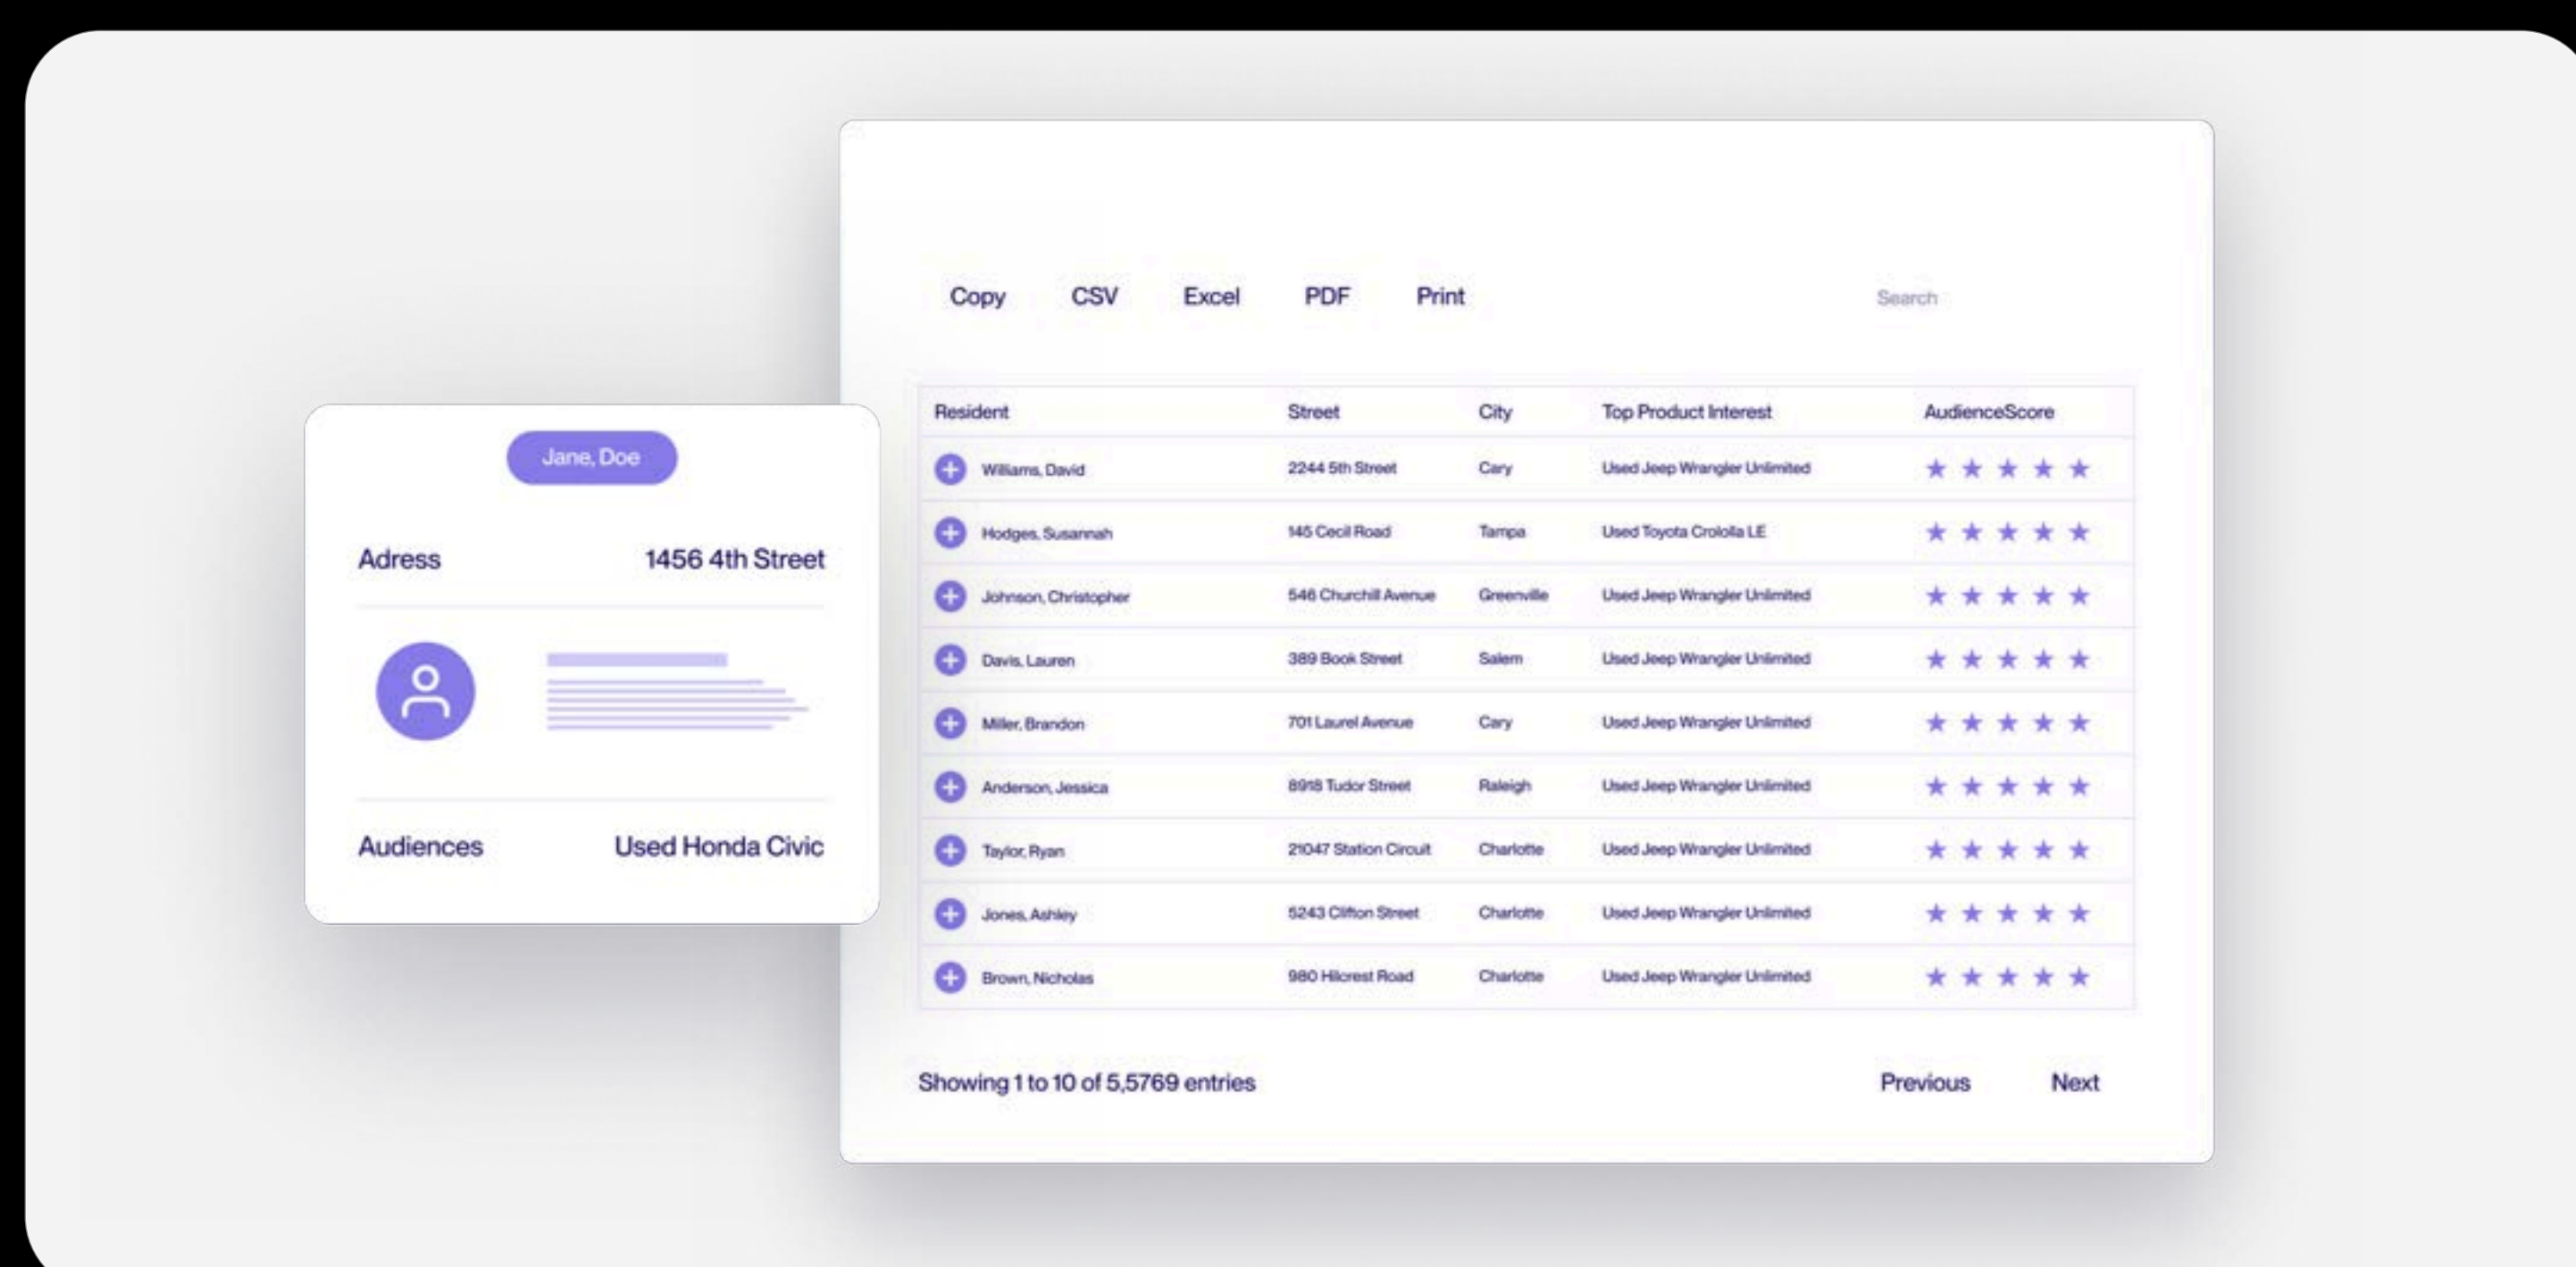 Jane, Doe
Adress 1456 4th Street
Audiences Used Honda Civic
Copy CSV Excel PDF Print Search
Resident Street City Top Product Interest AudienceScore
Williams, David 2244 5th Street Cary Used Jeep Wrangler Unlimited
Hodges, Susannah 145 Cecil Road Tampa Used Toyota Crololla LE
Johnson, Christopher 546 Churchill Avenue Greenville Used Jeep Wrangler Unlimited
Davis, Lauren 389 Book Street Salem Used Jeep Wrangler Unlimited
Miller, Brandon 701 Laurel Avenue Cary Used Jeep Wrangler Unlimited
Anderson, Jessica 8918 Tudor Street Raleigh Used Jeep Wrangler Unlimited
Taylor, Ryan 21047 Station Circuit Charlotte Used Jeep Wrangler Unlimited
Jones, Ashley 5243 Clifton Street Charlotte Used Jeep Wrangler Unlimited
Brown, Nicholas 980 Hilcrest Road Charlotte Used Jeep Wrangler Unlimited
Showing 1 to 10 of 5,5769 entries Previous Next